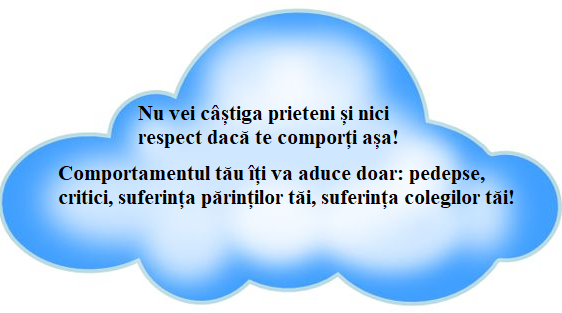 Nu vei câștiga prieteni și nici
respect dacă te comporți așa!
Comportamentul tău îți va aduce doar: pedepse,
critici, suferința părinților tăi, suferința colegilor tăi!